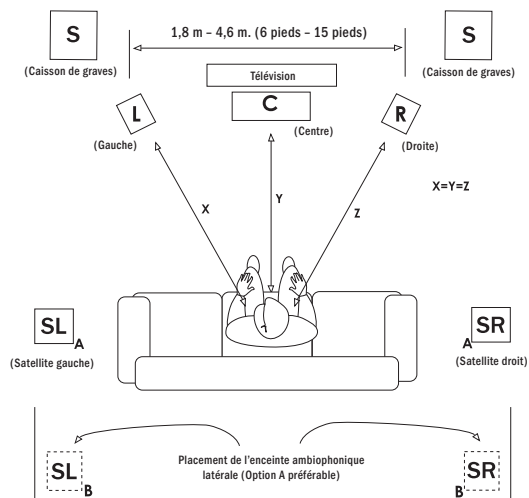 S
1,8 m – 4,6 m. (6 pieds – 15 pieds)
S
(Caisson de graves)
Télévision
(Caisson de graves)
L
C
R
(Gauche)
(Centre)
(Droite)
X
Y
Z
X=Y=Z
SL
A
A
SR
(Satellite gauche)
(Satellite droit)
Placement de l’enceinte ambiophonique
latérale (Option A préférable)
SL
B
SR
B